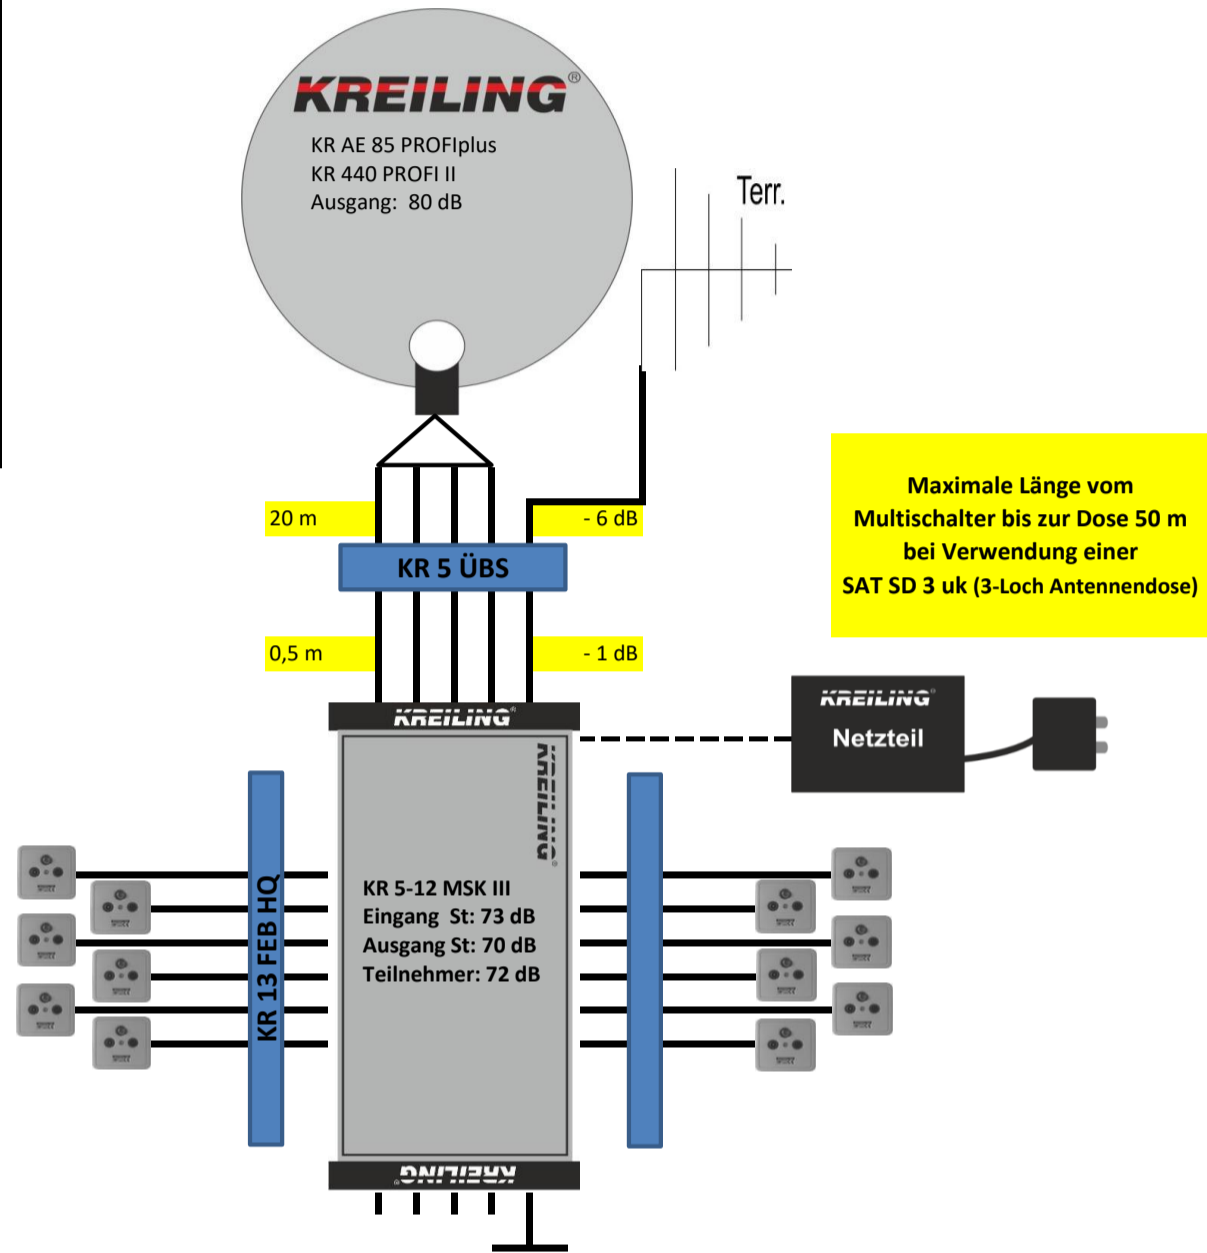 KREILING®
KR AE 85 PROFIplus
KR 440 PROFI II
Ausgang: 80 dB
Terr.
20 m
- 6 dB
KR 5 ÜBS
0,5 m
- 1 dB
Maximale Länge vom
Multischalter bis zur Dose 50 m
bei Verwendung einer
SAT SD 3 uk (3-Loch Antennendose)
KREILING®
KREILING®
Netzteil
KREILING®
KR 13 FEB HQ
KR 5-12 MSK III
Eingang St: 73 dB
Ausgang St: 70 dB
Teilnehmer: 72 dB
KREILING®